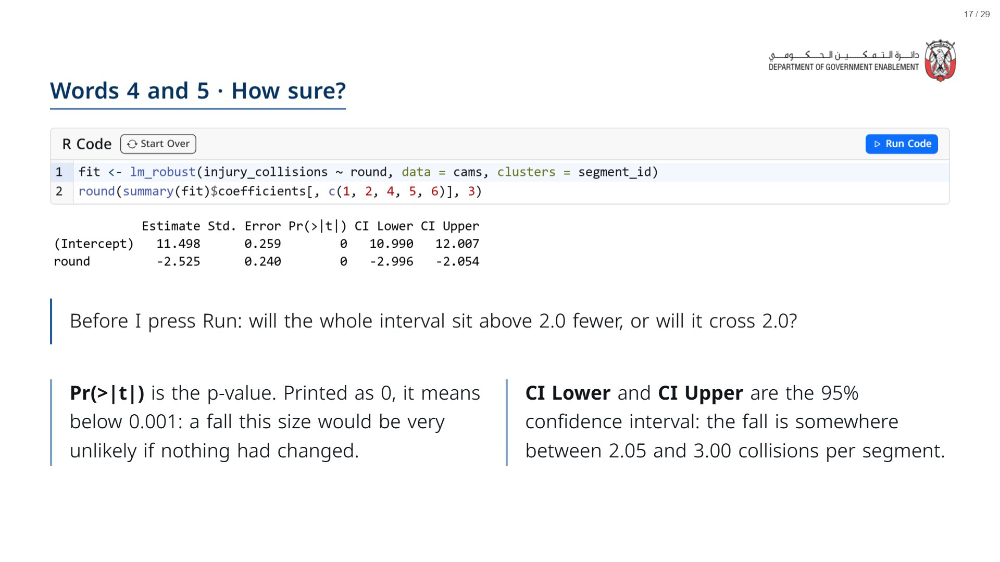 17 / 29
دائرة التمكين الحكومي
DEPARTMENT OF GOVERNMENT ENABLEMENT
Words 4 and 5 · How sure?
R Code Start Over Run Code
1 fit <- lm_robust(injury_collisions ~ round, data = cams, clusters = segment_id)
2 round(summary(fit)$coefficients[, c(1, 2, 4, 5, 6)], 3)
Estimate Std. Error Pr(>|t|) CI Lower CI Upper
(Intercept) 11.498 0.259 0 10.990 12.007
round -2.525 0.240 0 -2.996 -2.054
Before I press Run: will the whole interval sit above 2.0 fewer, or will it cross 2.0?
Pr(>|t|) is the p-value. Printed as 0, it means
below 0.001: a fall this size would be very
unlikely if nothing had changed.
CI Lower and CI Upper are the 95%
confidence interval: the fall is somewhere
between 2.05 and 3.00 collisions per segment.